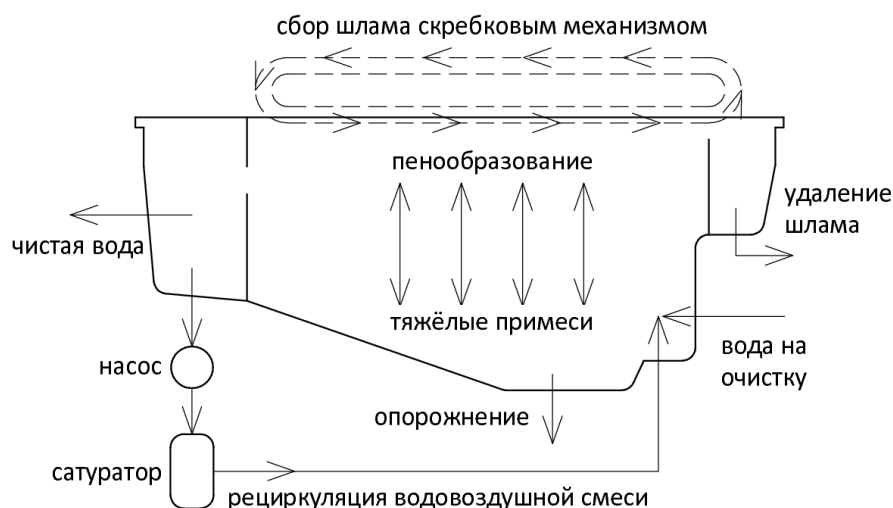 сбор шлама скребковым механизмом
пенообразование
удаление
шлама
чистая вода
тяжёлые примеси
вода на
очистку
насос
опорожнение
сатуратор
рециркуляция водовоздушной смеси